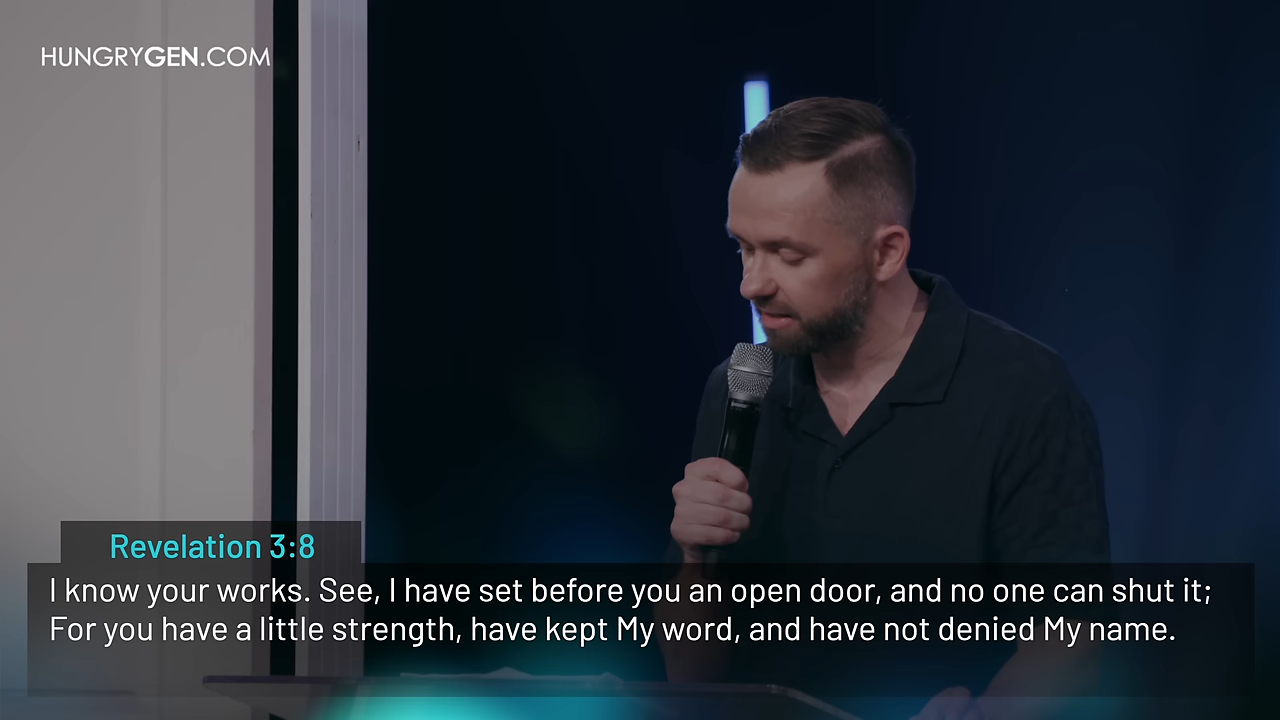 HUNGRYGEN.COM
Revelation 3:8
I know your works. See, I have set before you an open door, and no one can shut it;
For you have a little strength, have kept My word, and have not denied My name.